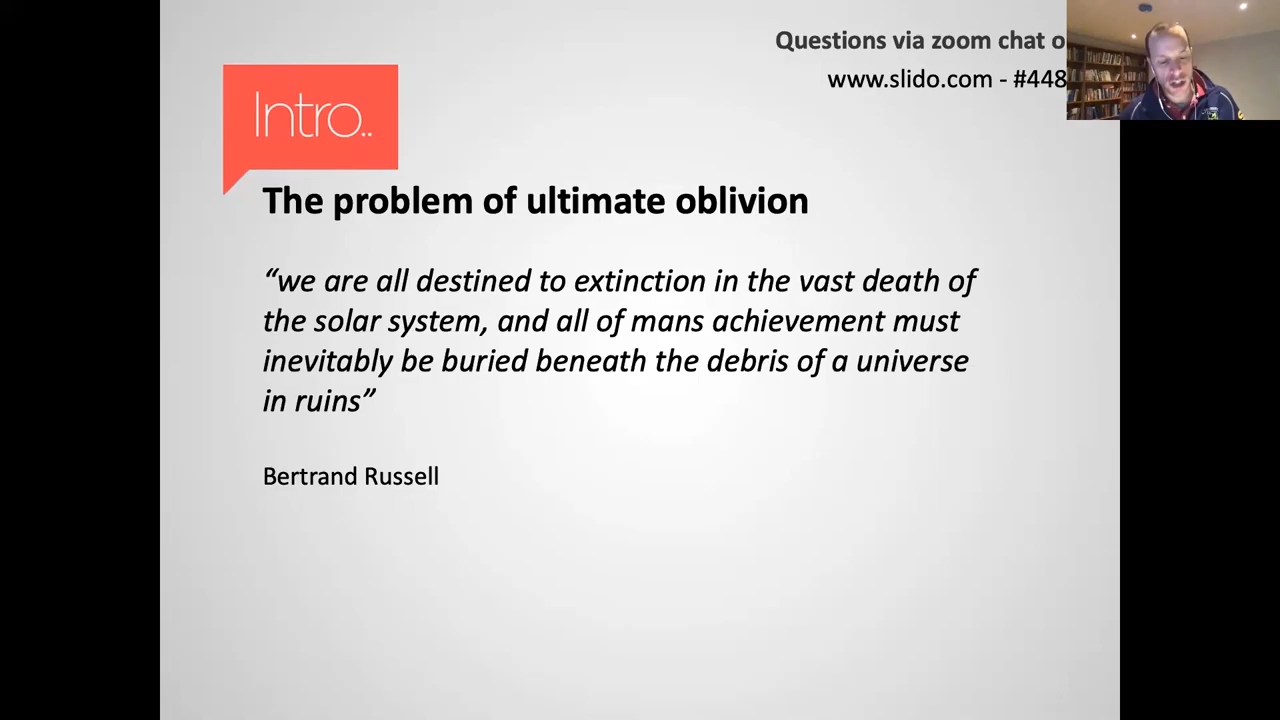 Questions via zoom chat o
www.slido.com - #448
Intro..
The problem of ultimate oblivion
“we are all destined to extinction in the vast death of
the solar system, and all of mans achievement must
inevitably be buried beneath the debris of a universe
in ruins”
Bertrand Russell